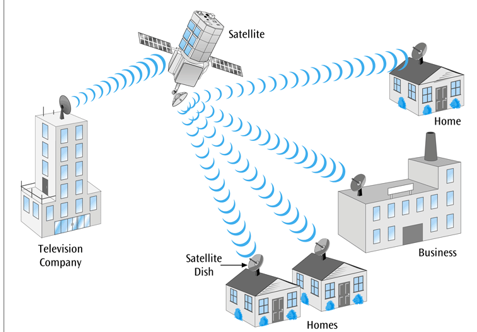 Satellite
Home
Television
Company
Business
Satellite
Dish
Homes